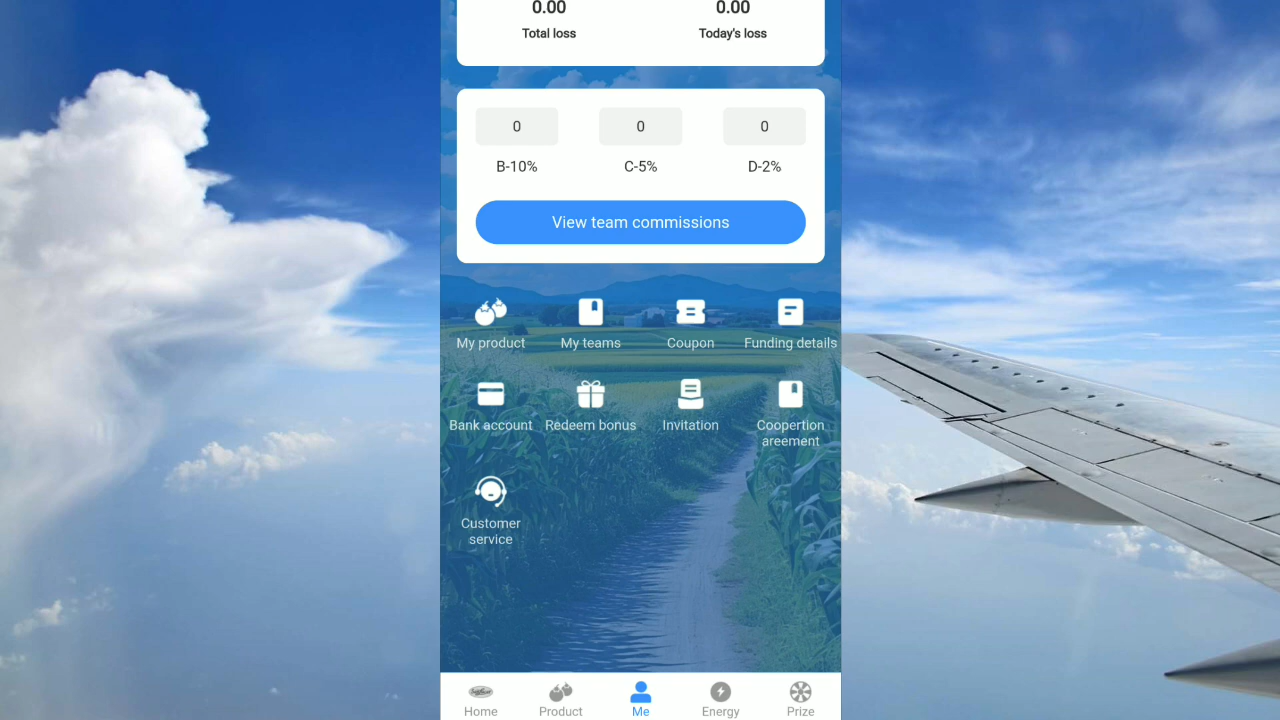 0.00 0.00
Total loss Today's loss
0 0 0
B-10% C-5% D-2%
View team commissions
My product My teams Coupon Funding details
Bank account Redeem bonus Invitation Coopertion
areement
Customer
service
Home Product Me Energy Prize